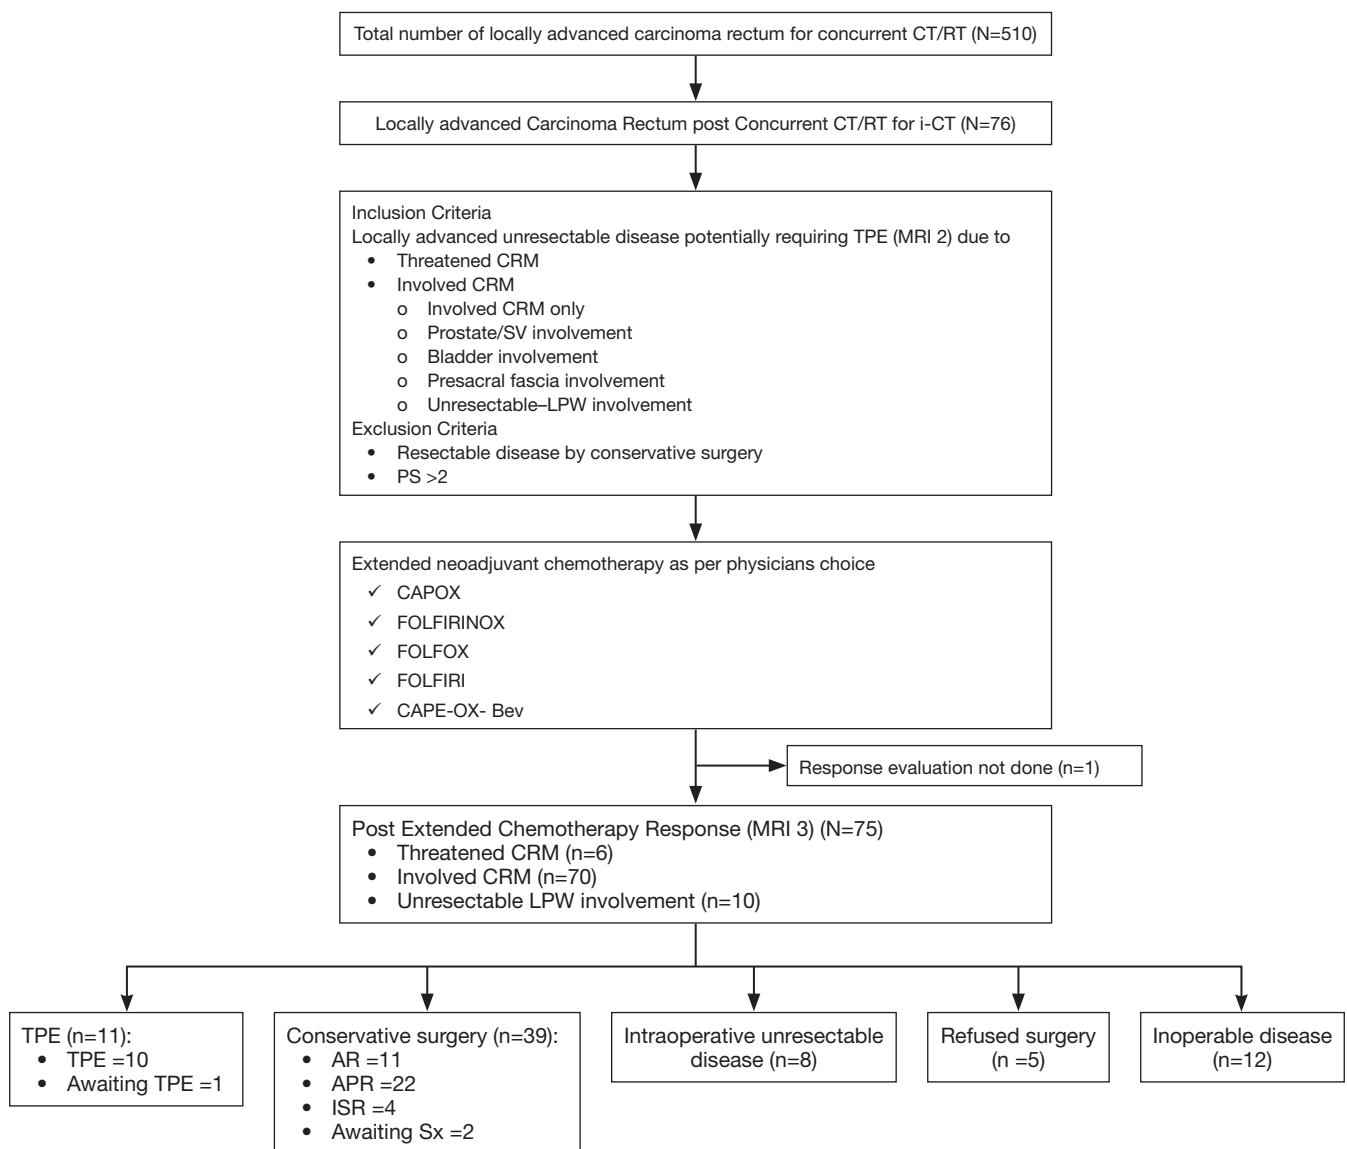 Total number of locally advanced carcinoma rectum for concurrent CT/RT (N=510)
Locally advanced Carcinoma Rectum post Concurrent CT/RT for i-CT (N=76)
Inclusion Criteria
Locally advanced unresectable disease potentially requiring TPE (MRI 2) due to
• Threatened CRM
• Involved CRM
o Involved CRM only
o Prostate/SV involvement
o Bladder involvement
o Presacral fascia involvement
o Unresectable–LPW involvement
Exclusion Criteria
• Resectable disease by conservative surgery
• PS >2
Extended neoadjuvant chemotherapy as per physicians choice
✓ CAPOX
✓ FOLFIRINOX
✓ FOLFOX
✓ FOLFIRI
✓ CAPE-OX- Bev
Response evaluation not done (n=1)
Post Extended Chemotherapy Response (MRI 3) (N=75)
• Threatened CRM (n=6)
• Involved CRM (n=70)
• Unresectable LPW involvement (n=10)
TPE (n=11):
• TPE =10
• Awaiting TPE =1
Conservative surgery (n=39):
• AR =11
• APR =22
• ISR =4
• Awaiting Sx =2
Intraoperative unresectable
disease (n=8)
Refused surgery
(n =5)
Inoperable disease
(n=12)